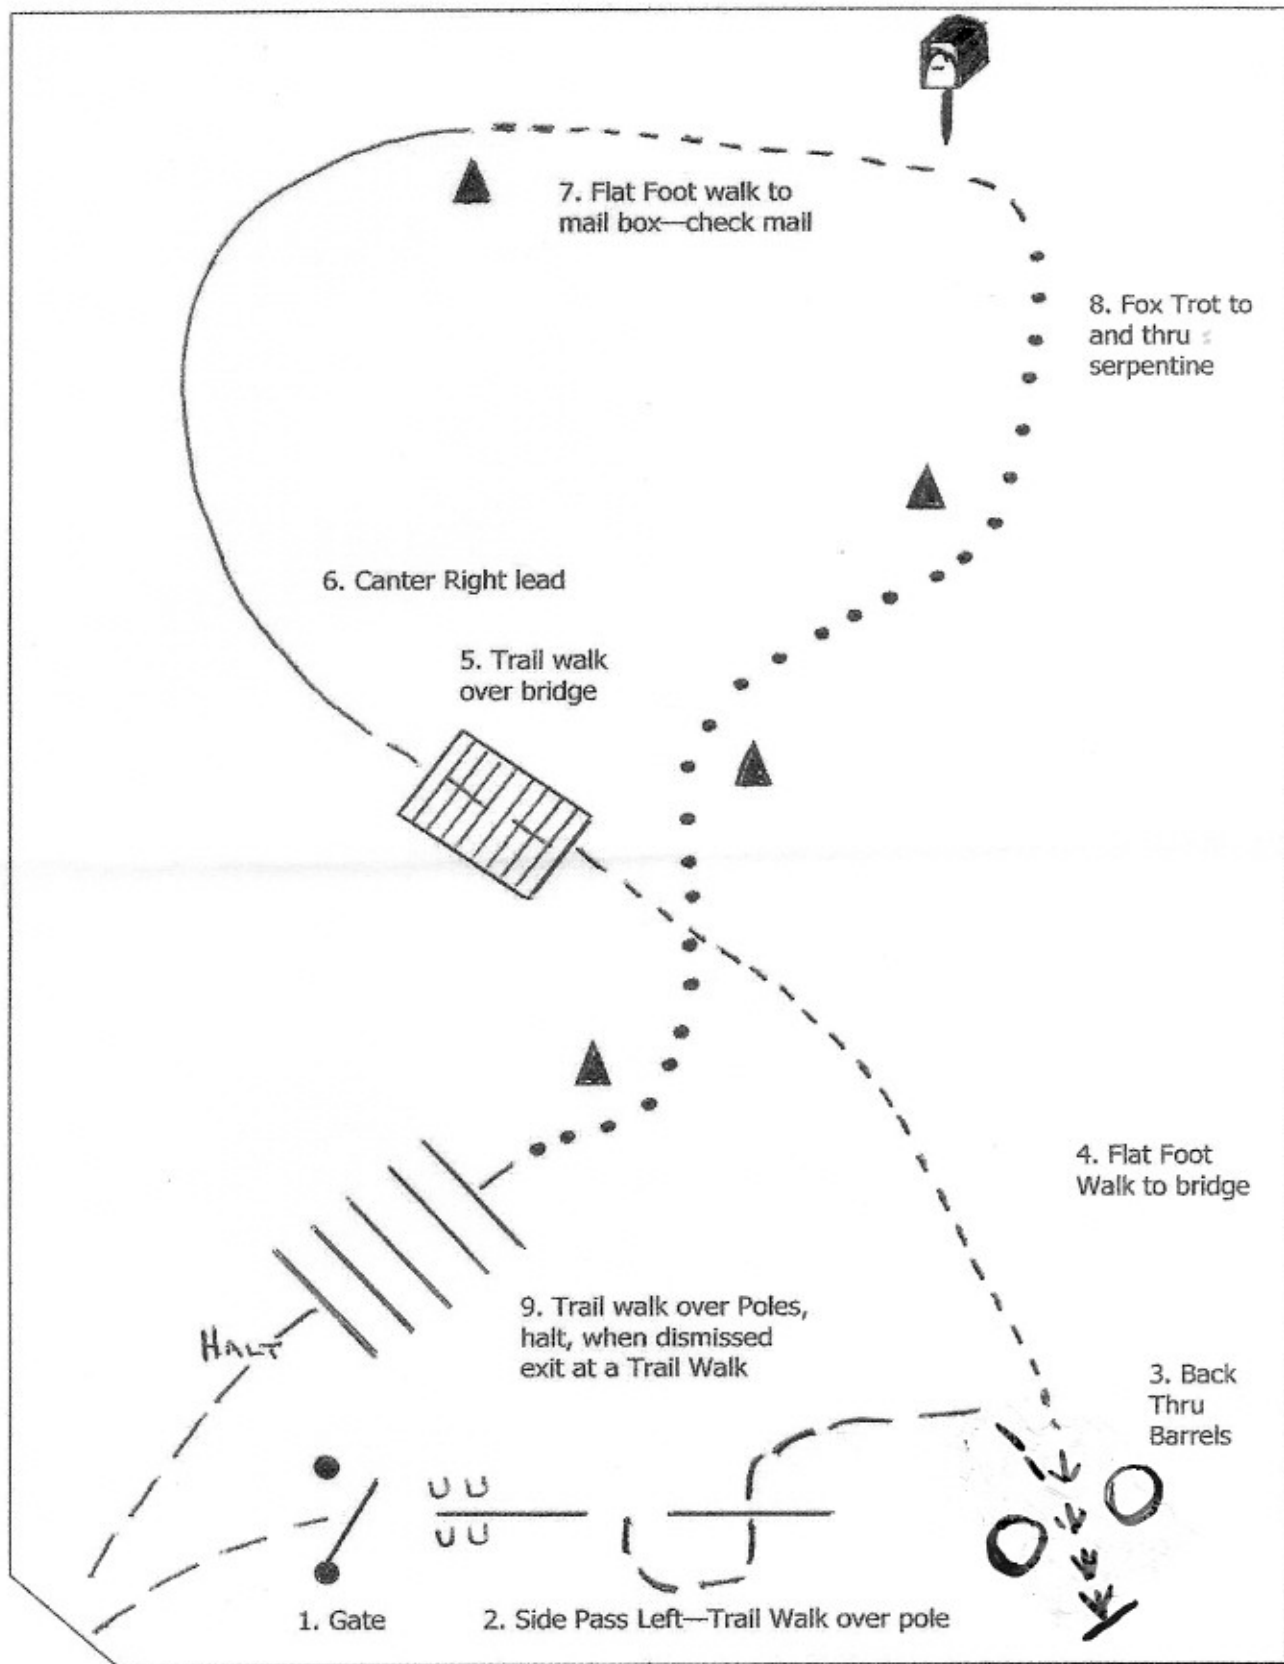 7. Flat Foot walk to
mail box—check mail
8. Fox Trot to
and thru
serpentine
6. Canter Right lead
5. Trail walk
over bridge
4. Flat Foot
Walk to bridge
9. Trail walk over Poles,
halt, when dismissed
exit at a Trail Walk
HALT
3. Back
Thru
Barrels
U U
U U
1. Gate
2. Side Pass Left—Trail Walk over pole